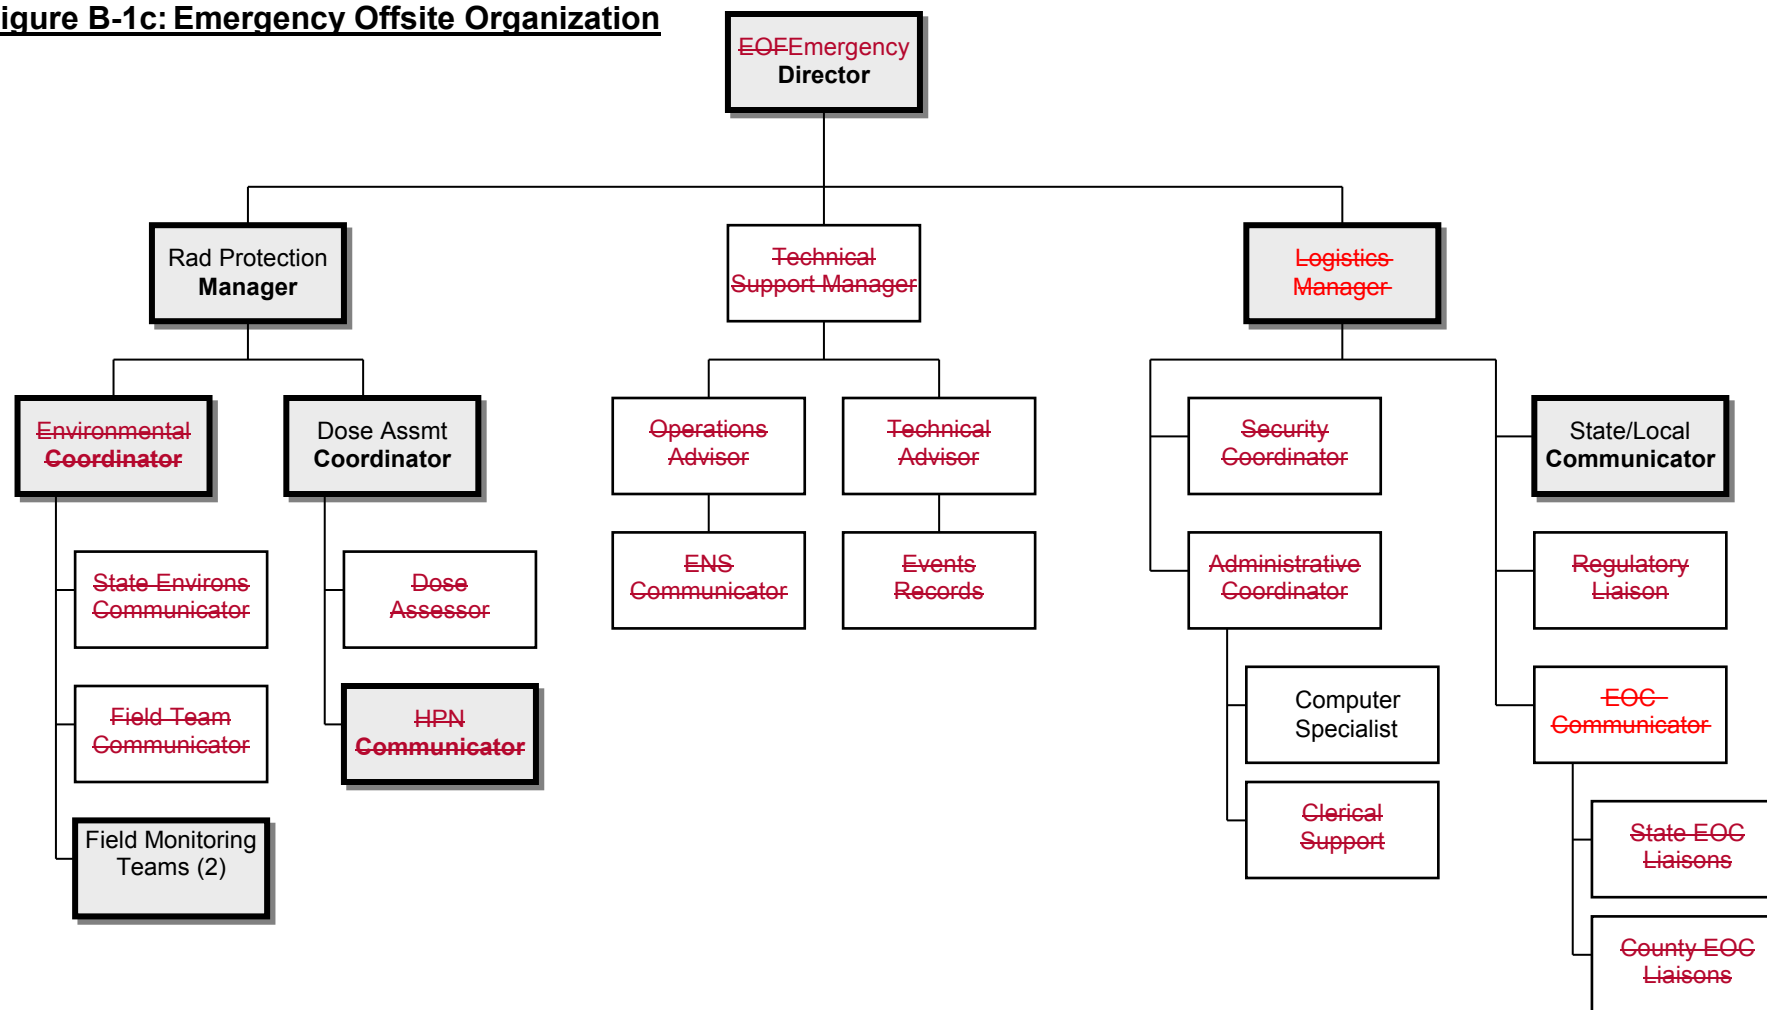 igure B-1c: Emergency Offsite Organization
EOFEmergency
Director
Rad Protection
Manager
Technical
Support Manager
Logistics
Manager
Environmental
Coordinator
Dose Assmt
Coordinator
Operations
Advisor
Technical
Advisor
Security
Coordinator
State/Local
Communicator
State Environs
Communicator
Dose
Assessor
ENS
Communicator
Events
Records
Administrative
Coordinator
Regulatory
Liaison
Field Team
Communicator
HPN
Communicator
Computer
Specialist
EOC
Communicator
Field Monitoring
Teams (2)
Clerical
Support
State EOC
Liaisons
County EOC
Liaisons